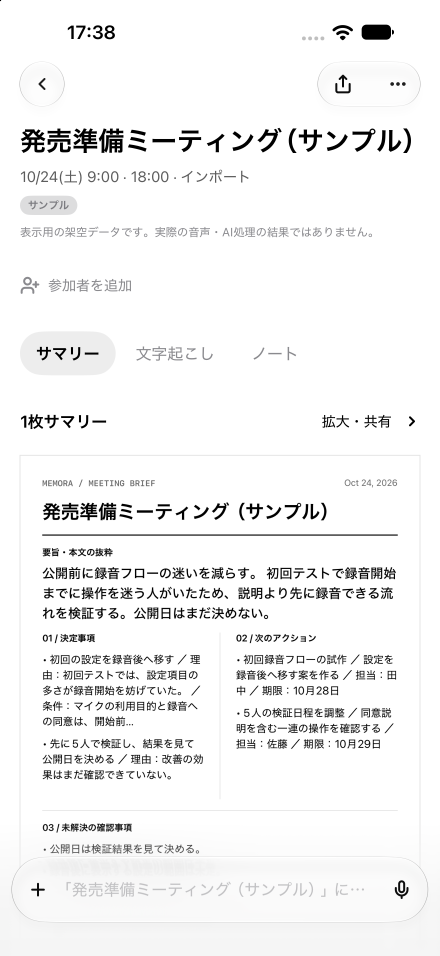 17:38
発売準備ミーティング（サンプル）
10/24(土) 9:00 · 18:00 · インポート
サンプル
表示用の架空データです。実際の音声・AI処理の結果ではありません。
参加者を追加
サマリー
文字起こし
ノート
1枚サマリー
拡大・共有
MEMORA / MEETING BRIEF
Oct 24, 2026
発売準備ミーティング（サンプル）
要旨・本文の抜粋
公開前に録音フローの迷いを減らす。 初回テストで録音開始
までに操作を迷う人がいたため、説明より先に録音できる流
れを検証する。公開日はまだ決めない。
01 / 決定事項
・初回の設定を録音後へ移す ／ 理
由：初回テストでは、設定項目の
多さが録音開始を妨げていた。 ／
条件：マイクの利用目的と録音へ
の同意は、開始前...
・先に5人で検証し、結果を見て
公開日を決める ／ 理由：改善の効
果はまだ確認できていない。
02 / 次のアクション
・初回録音フローの試作 ／ 設定を
録音後へ移す案を作る ／ 担当：田
中 ／ 期限：10月28日
・5人の検証日程を調整 ／ 同意説
明を含む一連の操作を確認する ／
担当：佐藤 ／ 期限：10月29日
03 / 未解決の確認事項
・公開日は検証結果を見て決める。
「発売準備ミーティング（サンプル）」に…